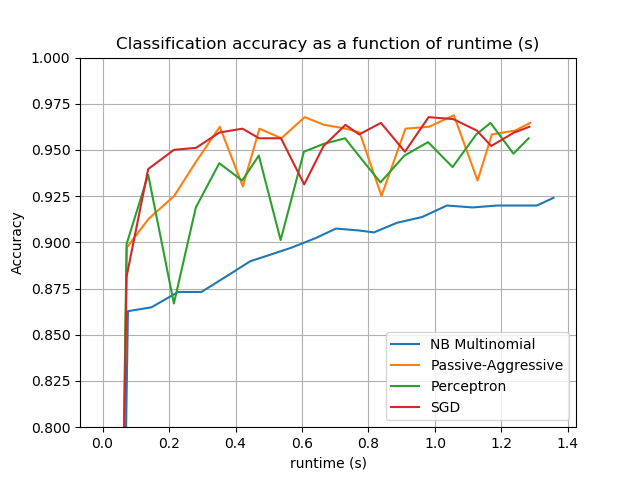 Classification accuracy as a function of runtime (s)
1.000
0.975
0.950
0.925
0.900
0.875
0.850
0.825
0.800
Accuracy
NB Multinomial
Passive-Aggressive
Perceptron
SGD
0.0 0.2 0.4 0.6 0.8 1.0 1.2 1.4
runtime (s)